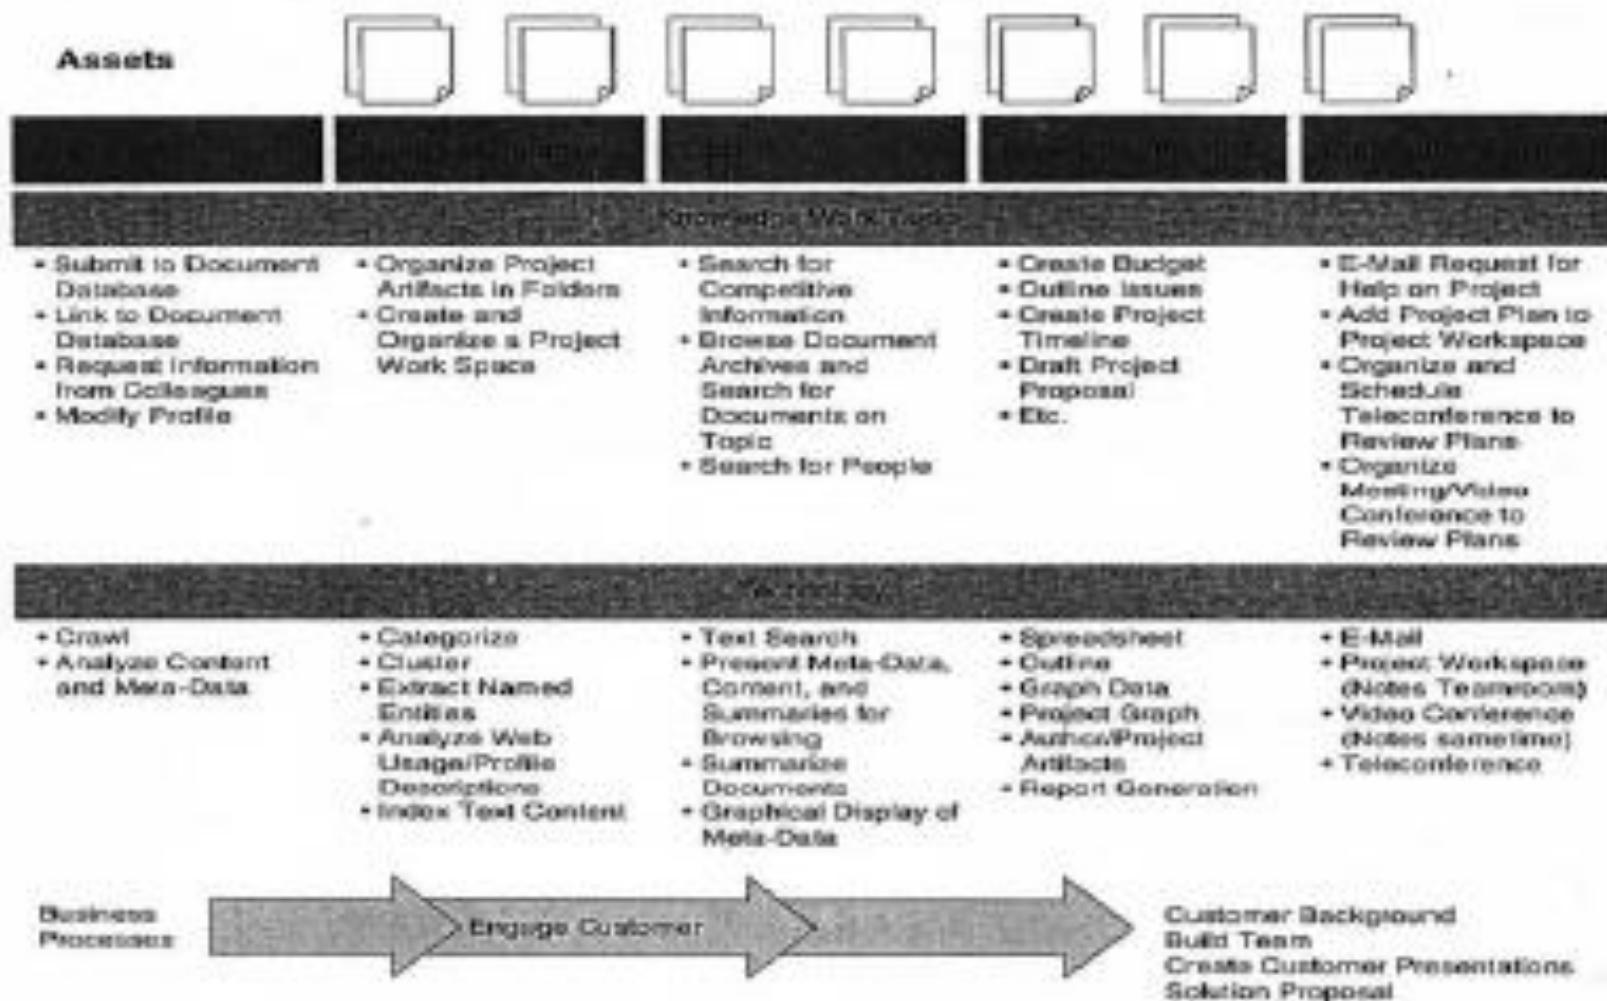 Assets
Knowledge Work Tasks
• Submit to Document
Database
• Link to Document
Database
• Request Information
from Colleagues
• Modify Profile
• Organize Project
Artifacts in Folders
• Create and
Organize a Project
Work Space
• Search for
Competitive
Information
• Browse Document
Archives and
Search for
Documents on
Topic
• Search for People
• Create Budget
• Outline Issues
• Create Project
Timeline
• Draft Project
Proposal
• Etc.
• E-Mail Request for
Help on Project
• Add Project Plan to
Project Workspace
• Organize and
Schedule
Teleconference to
Review Plans
• Organize
Meeting/Video
Conference to
Review Plans
Technology
• Crawl
• Analyze Content
and Meta-Data
• Categorize
• Cluster
• Extract Named
Entities
• Analyze Web
Usage/Profile
Descriptions
• Index Text Content
• Text Search
• Present Meta-Data,
Content, and
Summaries for
Browsing
• Summarize
Documents
• Graphical Display of
Meta-Data
• Spreadsheet
• Outline
• Graph Data
• Project Graph
• Author/Project
Artifacts
• Report Generation
• E-Mail
• Project Workspace
(Notes Teamroom)
• Video Conference
(Notes sametime)
• Teleconference
Business
Processes
Engage Customer
Customer Background
Build Team
Create Customer Presentations
Solution Proposal